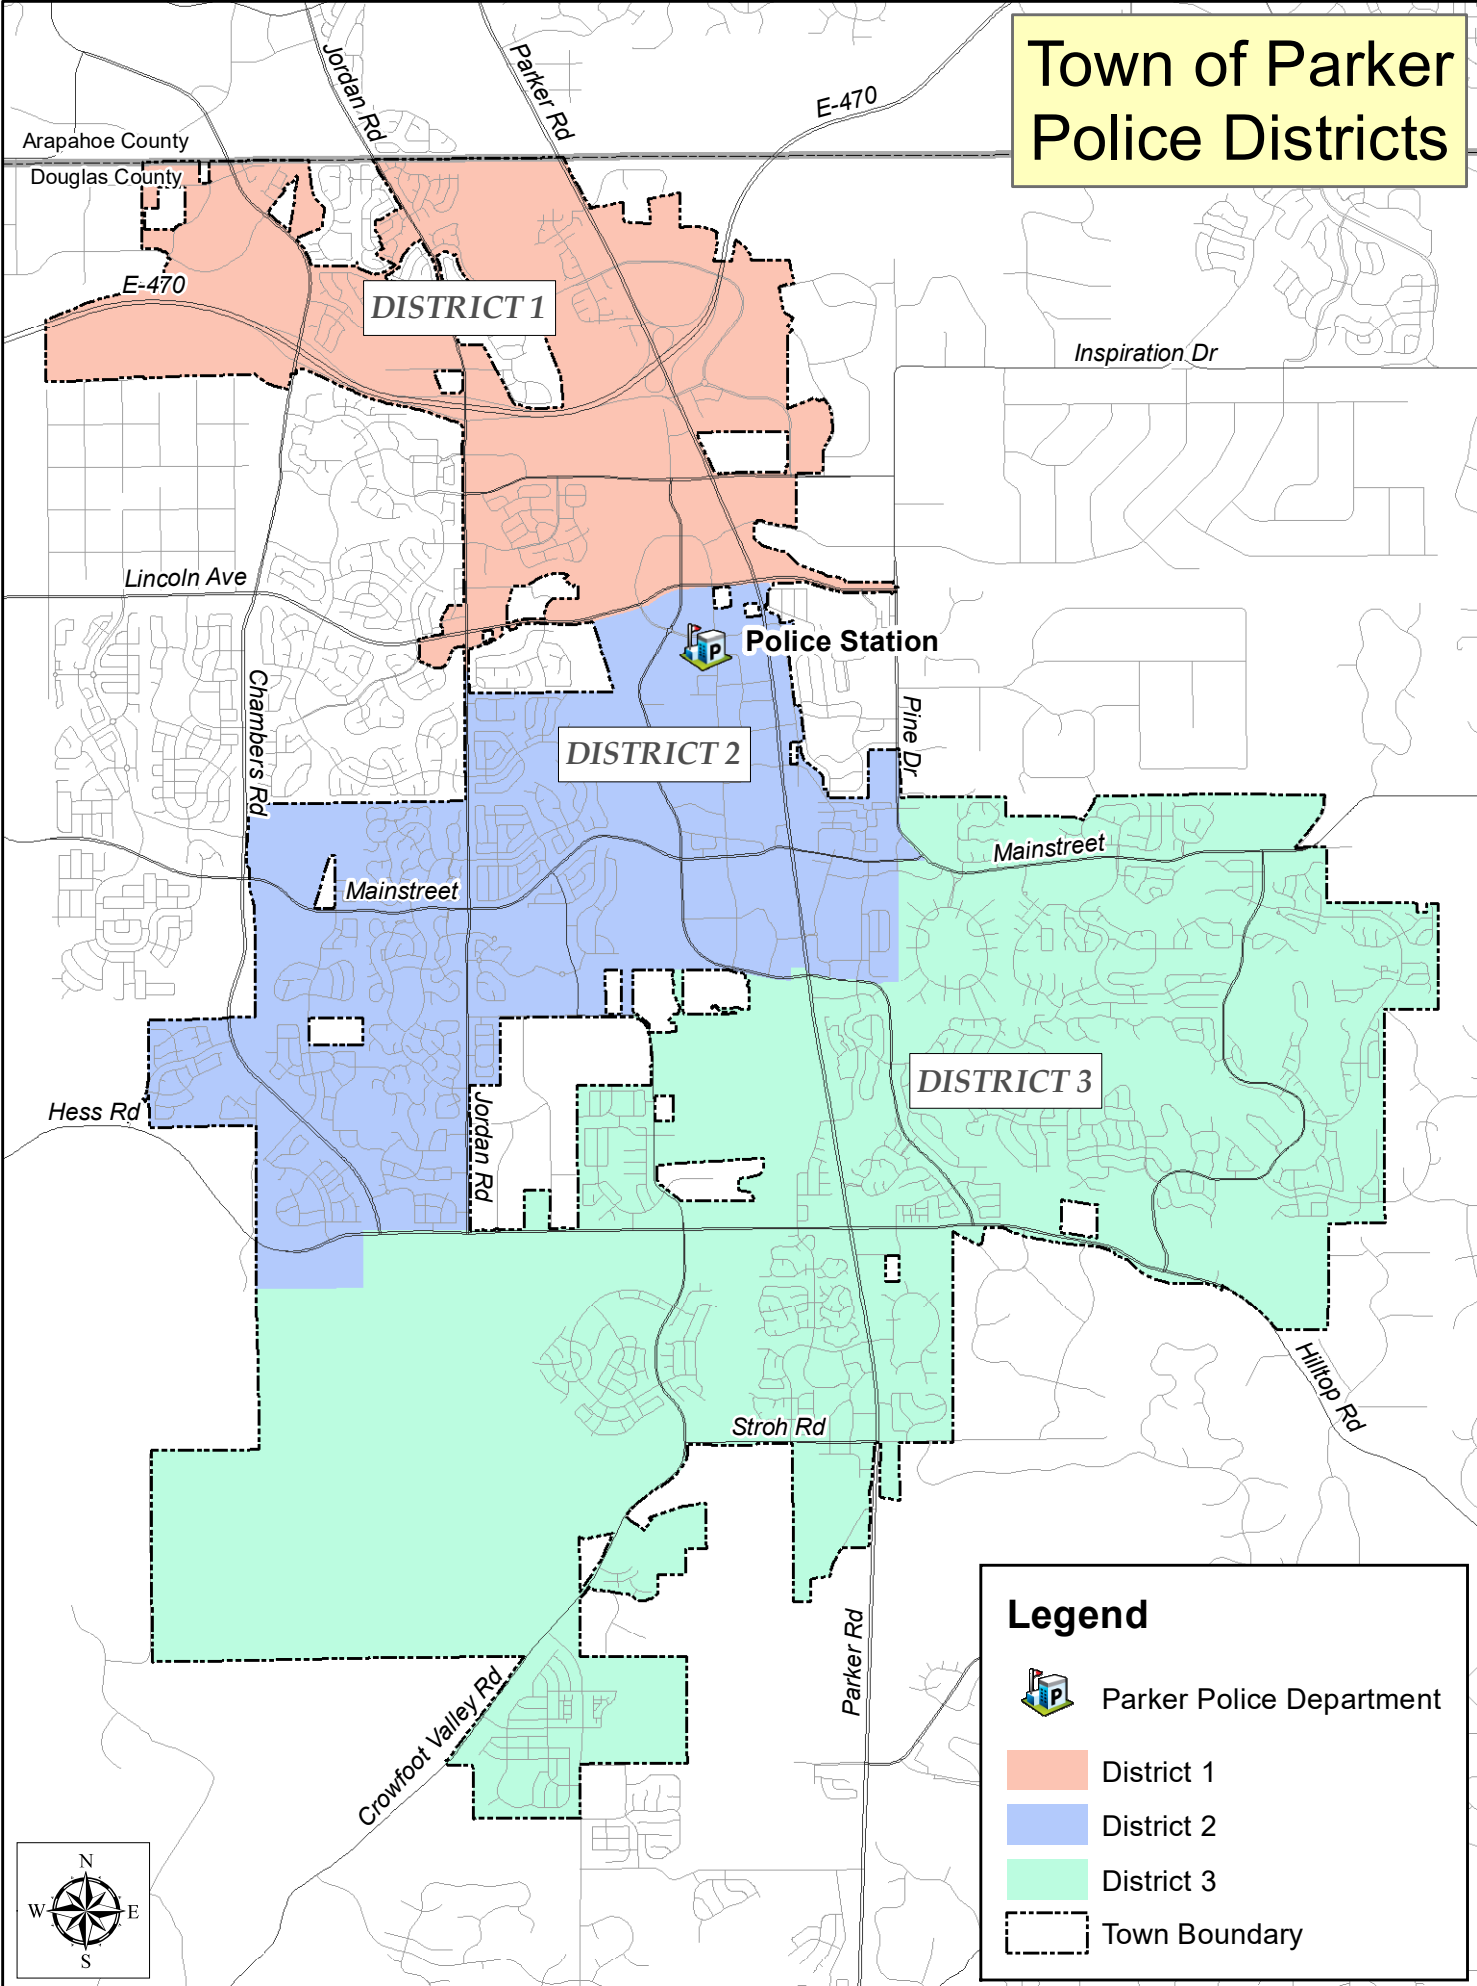 Town of Parker
Police Districts
Jordan Rd
Parker Rd
E-470
Arapahoe County
Douglas County
E-470
DISTRICT 1
Inspiration Dr
Lincoln Ave
P
Police Station
Chambers Rd
Pine Dr
DISTRICT 2
Mainstreet
Mainstreet
DISTRICT 3
Hess Rd
Jordan Rd
Hilltop Rd
Stroh Rd
Parker Rd
Crowfoot Valley Rd
Legend
P
Parker Police Department
District 1
District 2
District 3
Town Boundary
N
W
E
S